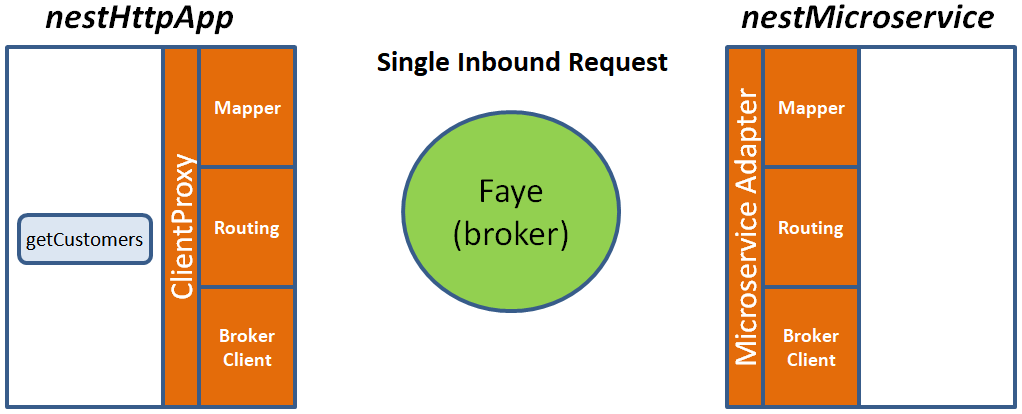 nestHttpApp
nestMicroservice
Single Inbound Request
getCustomers
ClientProxy
Mapper
Routing
Broker
Client
Faye
(broker)
Microservice Adapter
Mapper
Routing
Broker
Client